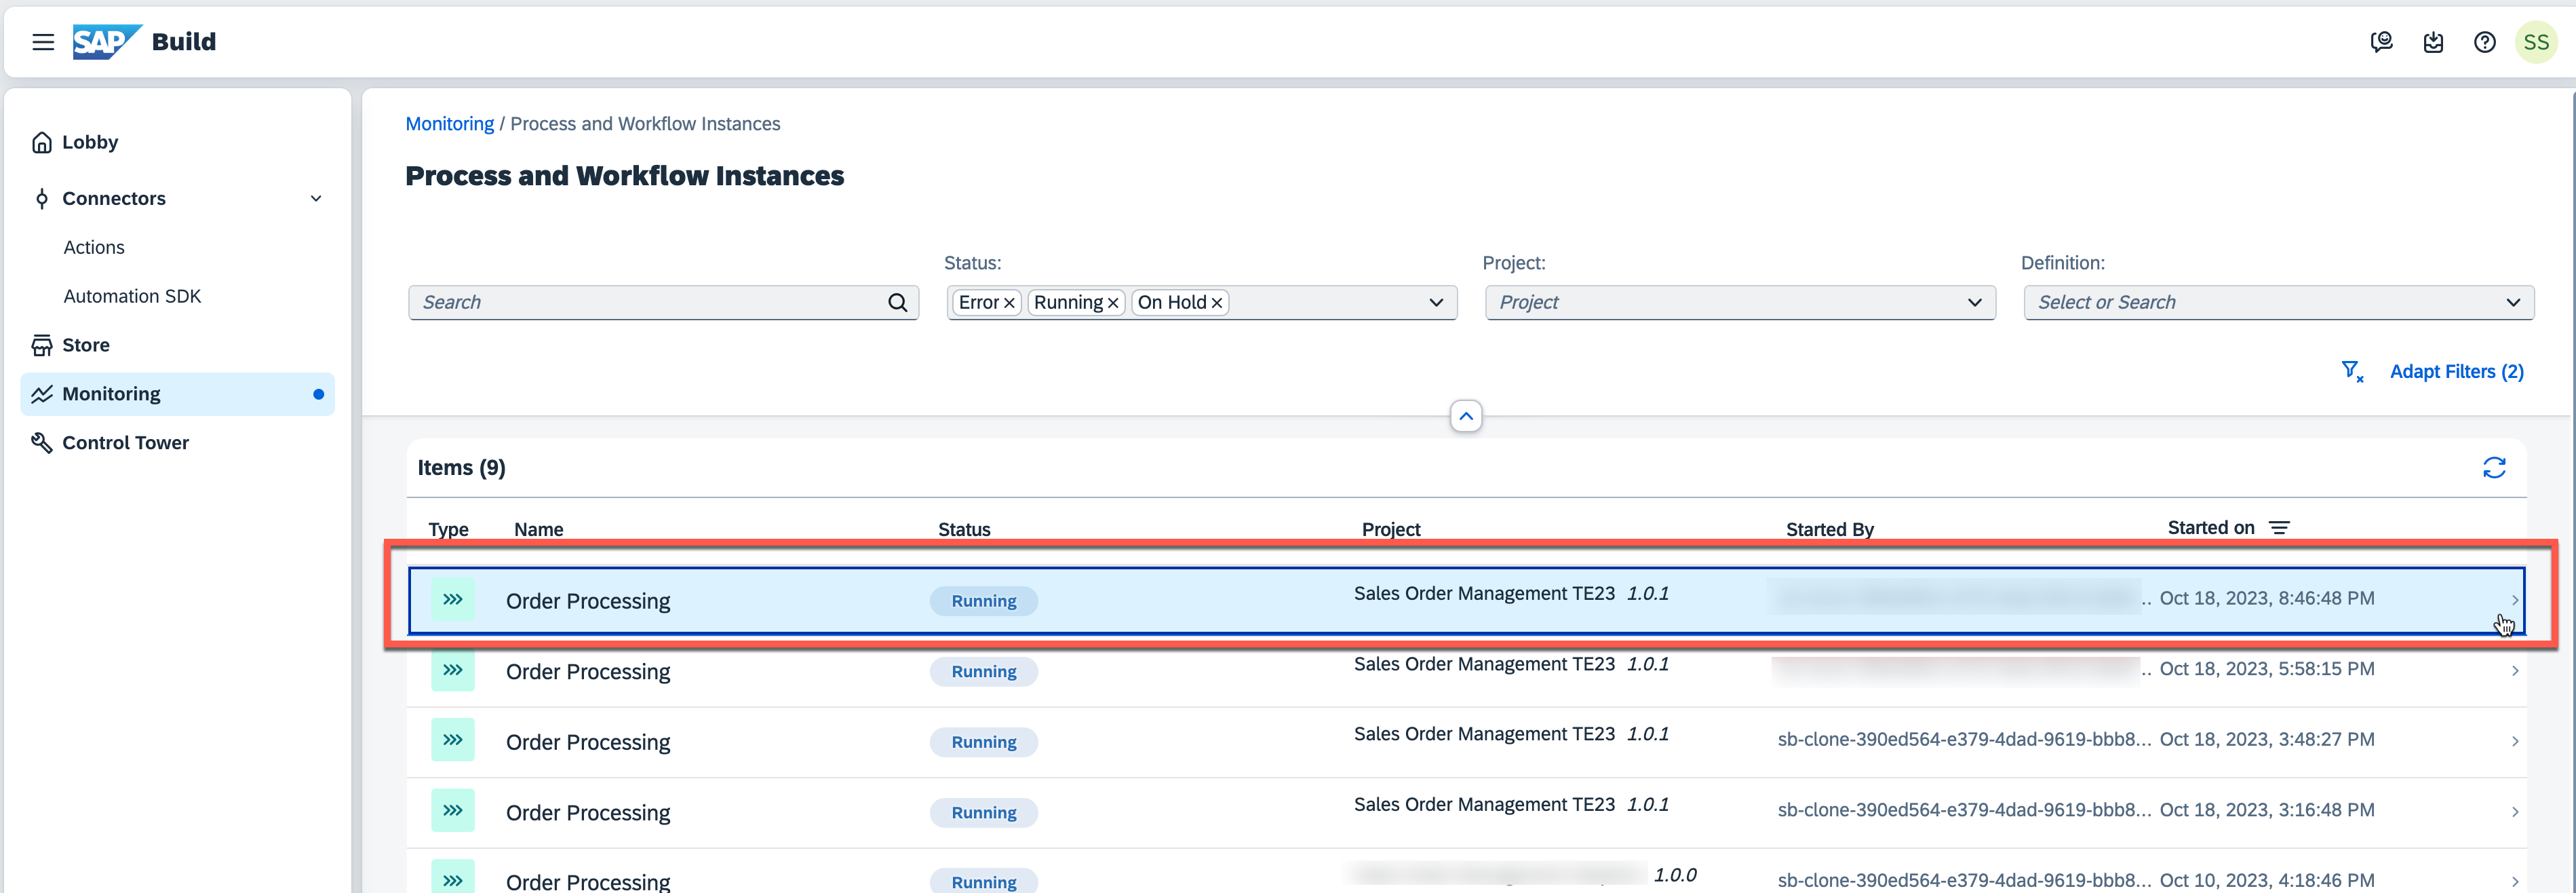 SAP Build
SS
Lobby
Connectors
Actions
Automation SDK
Store
Monitoring
Control Tower
Monitoring / Process and Workflow Instances
Process and Workflow Instances
Status:
Project:
Definition:
Search
Error Running On Hold
Project
Select or Search
Adapt Filters (2)
Items (9)
Type Name Status Project Started By Started on
Order Processing Running Sales Order Management TE23 1.0.1 .. Oct 18, 2023, 8:46:48 PM
Order Processing Running Sales Order Management TE23 1.0.1 .. Oct 18, 2023, 5:58:15 PM
Order Processing Running Sales Order Management TE23 1.0.1 sb-clone-390ed564-e379-4dad-9619-bbb8... Oct 18, 2023, 3:48:27 PM
Order Processing Running Sales Order Management TE23 1.0.1 sb-clone-390ed564-e379-4dad-9619-bbb8... Oct 18, 2023, 3:16:48 PM
Order Processing Running 1.0.0 sb-clone-390ed564-e379-4dad-9619-bbb8... Oct 10, 2023, 4:18:46 PM